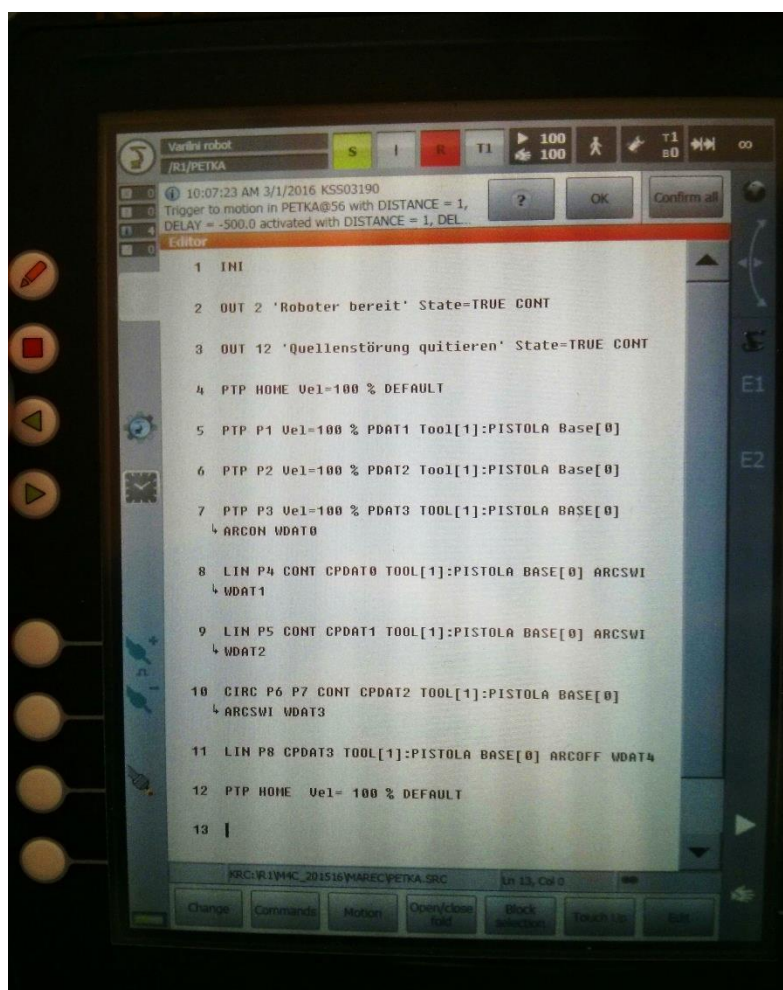 Varilni robot
/R1/PETKA
S I R T1 100 100 T1 B0 ∞
10:07:23 AM 3/1/2016 KSS03190
Trigger to motion in PETKA@56 with DISTANCE = 1,
DELAY = -500.0 activated with DISTANCE = 1, DEL...
? OK Confirm all
0
0
4
0
Editor
1 INI
2 OUT 2 'Roboter bereit' State=TRUE CONT
3 OUT 12 'Quellenstörung quitieren' State=TRUE CONT
4 PTP HOME Vel=100 % DEFAULT
5 PTP P1 Vel=100 % PDAT1 Tool[1]:PISTOLA Base[0]
6 PTP P2 Vel=100 % PDAT2 Tool[1]:PISTOLA Base[0]
7 PTP P3 Vel=100 % PDAT3 TOOL[1]:PISTOLA BASE[0]
ARCON WDAT0
8 LIN P4 CONT CPDAT0 TOOL[1]:PISTOLA BASE[0] ARCSWI
WDAT1
9 LIN P5 CONT CPDAT1 TOOL[1]:PISTOLA BASE[0] ARCSWI
WDAT2
10 CIRC P6 P7 CONT CPDAT2 TOOL[1]:PISTOLA BASE[0]
ARCSWI WDAT3
11 LIN P8 CPDAT3 TOOL[1]:PISTOLA BASE[0] ARCOFF WDAT4
12 PTP HOME Vel= 100 % DEFAULT
13
E1
E2
KRC:\R1\M4C_201516\MAREC\PETKA.SRC Ln 13, Col 0
Change Commands Motion Open/close fold Block selection Touch Up Edit